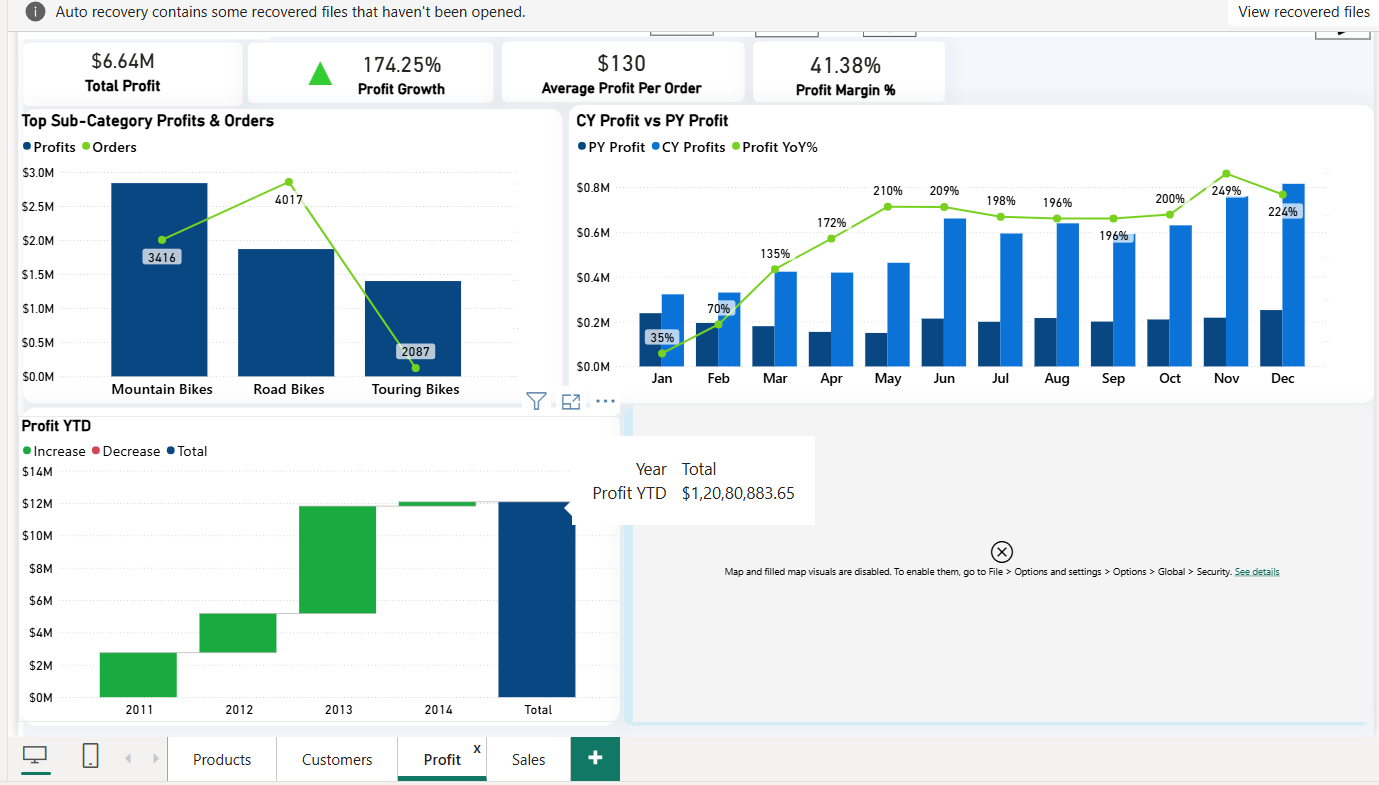 Auto recovery contains some recovered files that haven't been opened.
View recovered files
$6.64M
Total Profit
174.25%
Profit Growth
$130
Average Profit Per Order
41.38%
Profit Margin %
Top Sub-Category Profits & Orders
Profits Orders
$3.0M
$2.5M
$2.0M
$1.5M
$1.0M
$0.5M
$0.0M
3416
4017
2087
Mountain Bikes
Road Bikes
Touring Bikes
CY Profit vs PY Profit
PY Profit CY Profits Profit YoY%
$0.8M
$0.6M
$0.4M
$0.2M
$0.0M
35%
70%
135%
172%
210%
209%
198%
196%
196%
200%
249%
224%
Jan
Feb
Mar
Apr
May
Jun
Jul
Aug
Sep
Oct
Nov
Dec
Profit YTD
Increase Decrease Total
$14M
$12M
$10M
$8M
$6M
$4M
$2M
$0M
2011
2012
2013
2014
Total
Year Total
Profit YTD $1,20,80,883.65
Map and filled map visuals are disabled. To enable them, go to File > Options and settings > Options > Global > Security. See details
Products
Customers
Profit
x
Sales
+